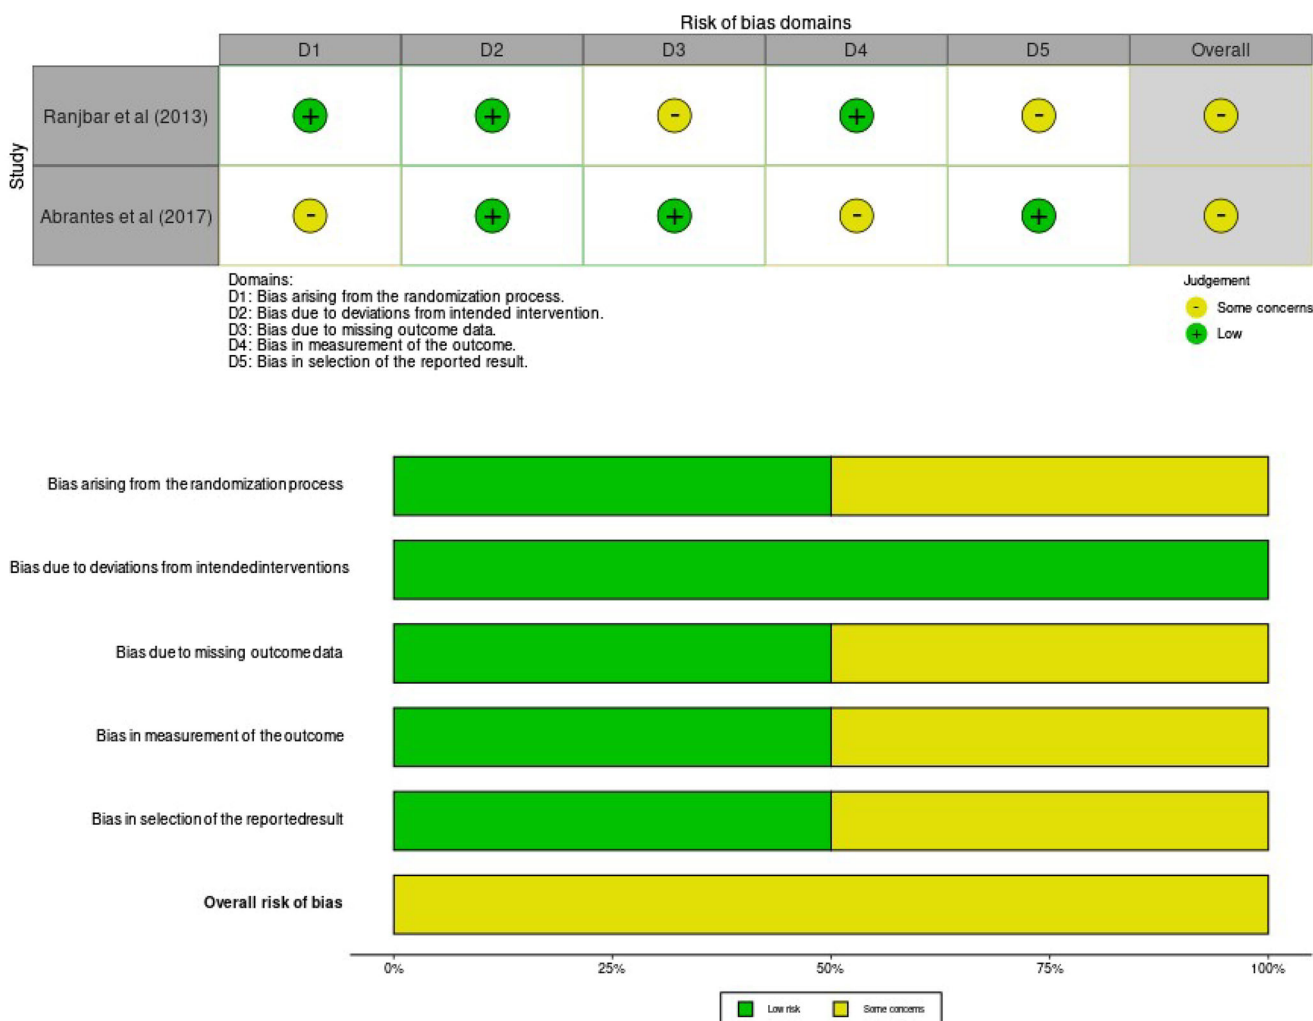 Risk of bias domains
D1 D2 D3 D4 D5 Overall
Study
Ranjbar et al (2013) + + - + - -
Abrantes et al (2017) - + + - + -
Domains:
D1: Bias arising from the randomization process.
D2: Bias due to deviations from intended intervention.
D3: Bias due to missing outcome data.
D4: Bias in measurement of the outcome.
D5: Bias in selection of the reported result.
Judgement
- Some concerns
+ Low
Bias arising from the randomization process
Bias due to deviations from intendedinterventions
Bias due to missing outcome data
Bias in measurement of the outcome
Bias in selection of the reportedresult
Overall risk of bias
0% 25% 50% 75% 100%
Low risk Some concerns